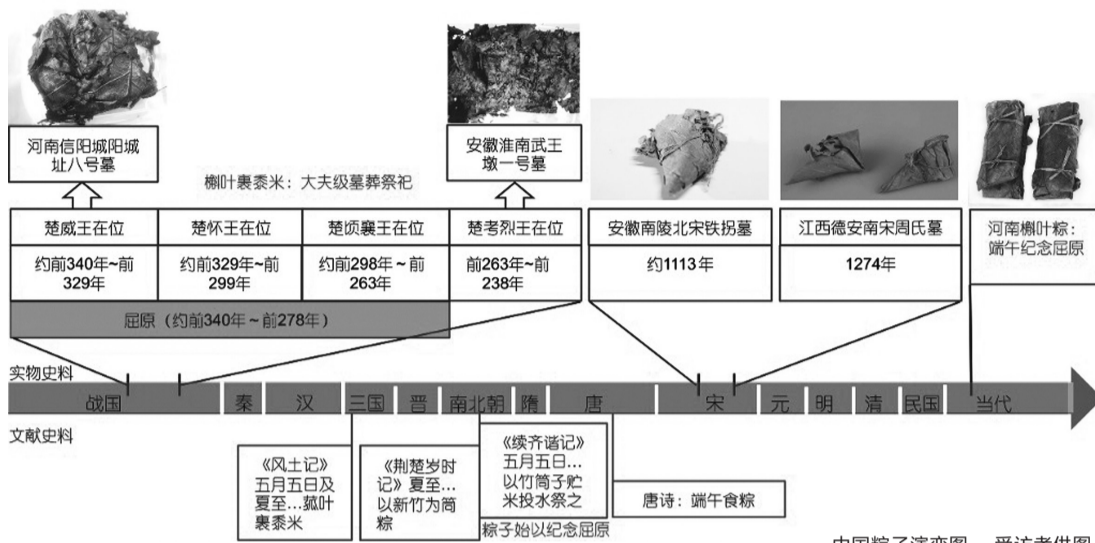 河南信阳城阳城
址八号墓
安徽淮南武王
墩一号墓
槲叶裹黍米：大夫级墓葬祭祀
楚威王在位
楚怀王在位
楚顷襄王在位
楚考烈王在位
安徽南陵北宋铁拐墓
江西德安南宋周氏墓
河南槲叶粽：
端午纪念屈原
约前340年~前
329年
约前329年~前
299年
约前298年～前
263年
前263年~前
238年
约1113年
1274年
屈原（约前340年～前278年）
实物史料
战国
秦
汉
三国
晋
南北朝
隋
唐
宋
元
明
清
民国
当代
文献史料
《风土记》
五月五日及
夏至...菰叶
裹黍米
《荆楚岁时
记》夏至...
以新竹为筒
粽
《续齐谐记》
五月五日...
以竹筒子贮
米投水祭之
粽子始以纪念屈原
唐诗：端午食粽